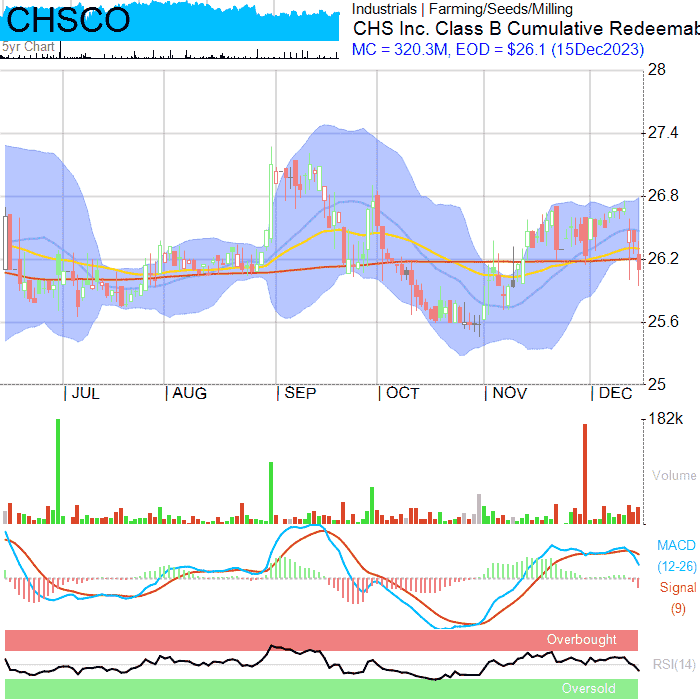 CHSCO
5yr Chart
Industrials | Farming/Seeds/Milling
CHS Inc. Class B Cumulative Redeemab
MC = 320.3M, EOD = $26.1 (15Dec2023)
28
27.4
26.8
26.2
25.6
25
JUL AUG SEP OCT NOV DEC
182k
Volume
MACD
(12-26)
Signal
(9)
Overbought
RSI(14)
Oversold